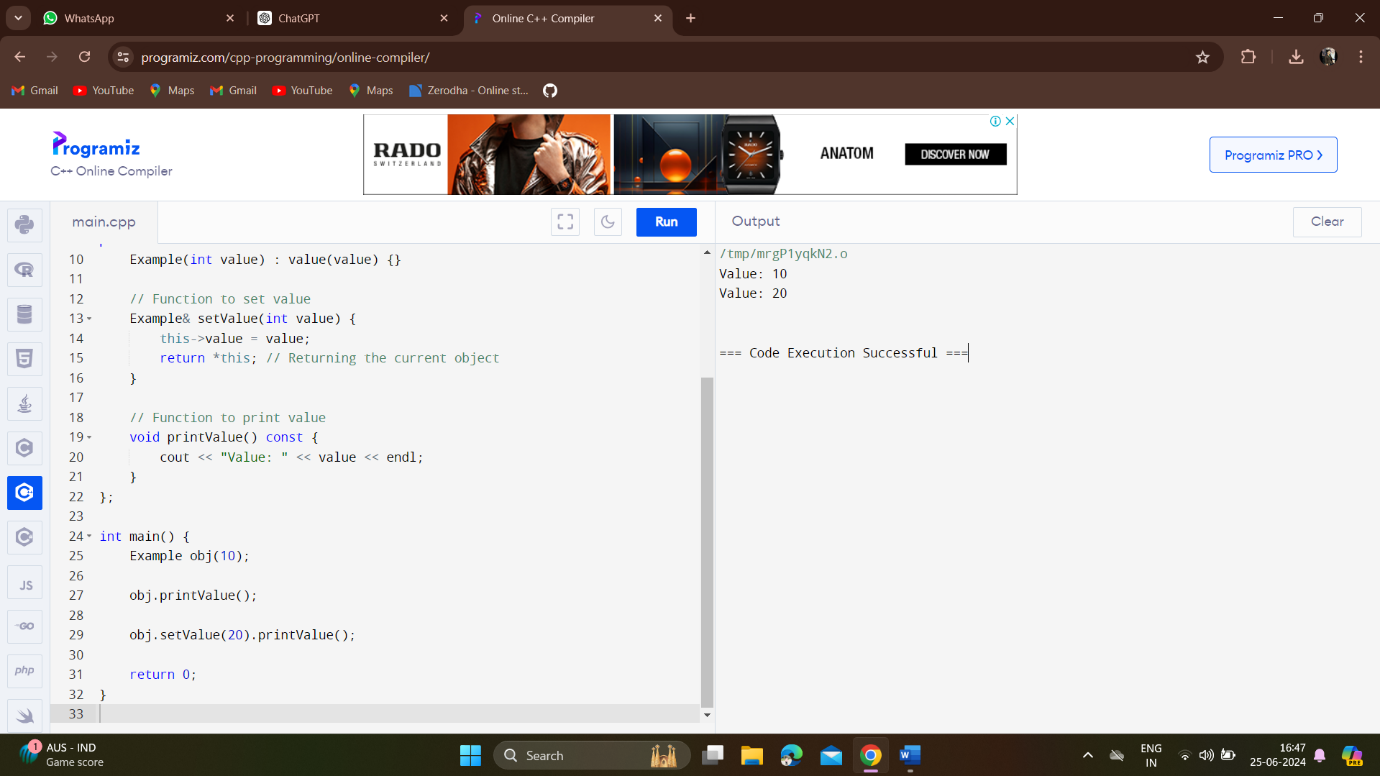 WhatsApp
ChatGPT
Online C++ Compiler
programiz.com/cpp-programming/online-compiler/
Gmail
YouTube
Maps
Gmail
YouTube
Maps
Zerodha - Online st...
Programiz
C++ Online Compiler
RADO
SWITZERLAND
ANATOM
DISCOVER NOW
Programiz PRO
main.cpp
Run
Output
Clear
10 Example(int value) : value(value) {}
11
12 // Function to set value
13 Example& setValue(int value) {
14 this->value = value;
15 return *this; // Returning the current object
16 }
17
18 // Function to print value
19 void printValue() const {
20 cout << "Value: " << value << endl;
21 }
22 };
23
24 int main() {
25 Example obj(10);
26
27 obj.printValue();
28
29 obj.setValue(20).printValue();
30
31 return 0;
32 }
33
/tmp/mrgP1yqkN2.o
Value: 10
Value: 20
=== Code Execution Successful ===
JS
GO
php
1
AUS - IND
Game score
Search
W
ENG
IN
16:47
25-06-2024
PRE